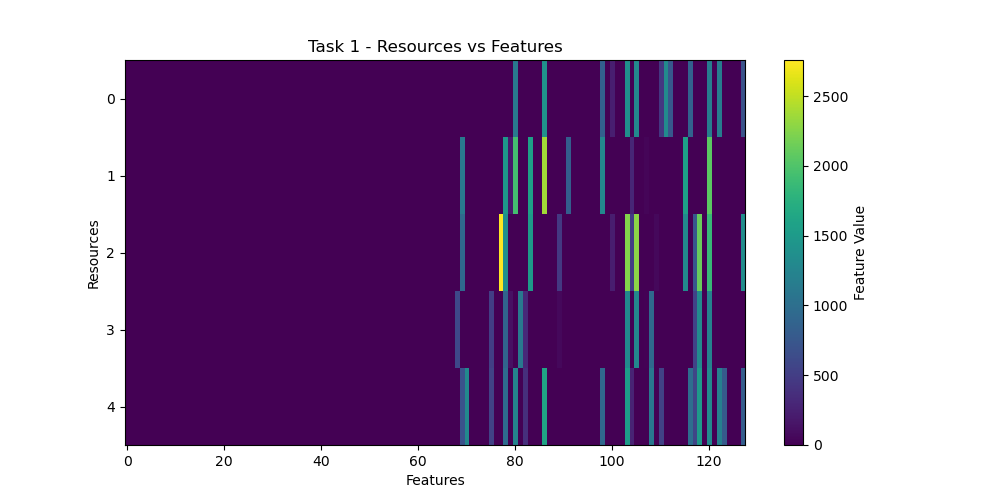 Task 1 - Resources vs Features
Resources
0
1
2
3
4
0 20 40 60 80 100 120
Features
2500
2000
1500
1000
500
0
Feature Value